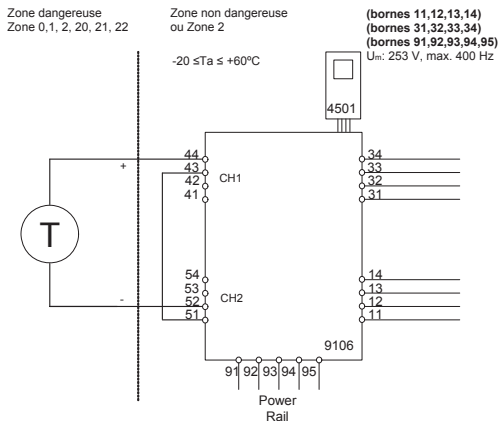 Zone dangereuse
Zone 0,1, 2, 20, 21, 22
Zone non dangereuse
ou Zone 2
-20 ≤Ta ≤ +60ºC
(bornes 11,12,13,14)
(bornes 31,32,33,34)
(bornes 91,92,93,94,95)
Um: 253 V, max. 400 Hz
4501
44
43
42
41
CH1
+
34
33
32
31
T
54
53
52
51
CH2
-
14
13
12
11
9106
91 92 93 94 95
Power
Rail